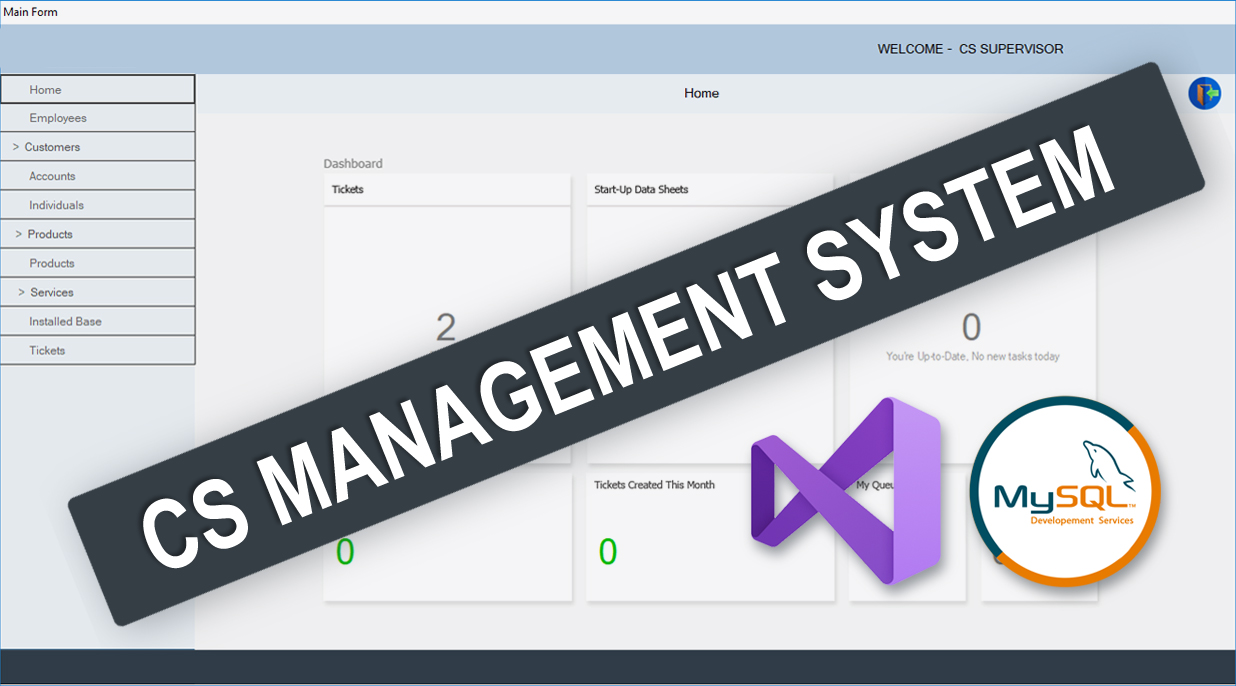 Main Form
WELCOME -  CS SUPERVISOR
Home
Home
Employees
> Customers
Accounts
Individuals
> Products
Products
> Services
Installed Base
Tickets
Dashboard
Tickets
Start-Up Data Sheets
2
0
You're Up-to-Date, No new tasks today
CS MANAGEMENT SYSTEM
Tickets Created This Month
My Queu
0
0
MySQL™
Developement Services